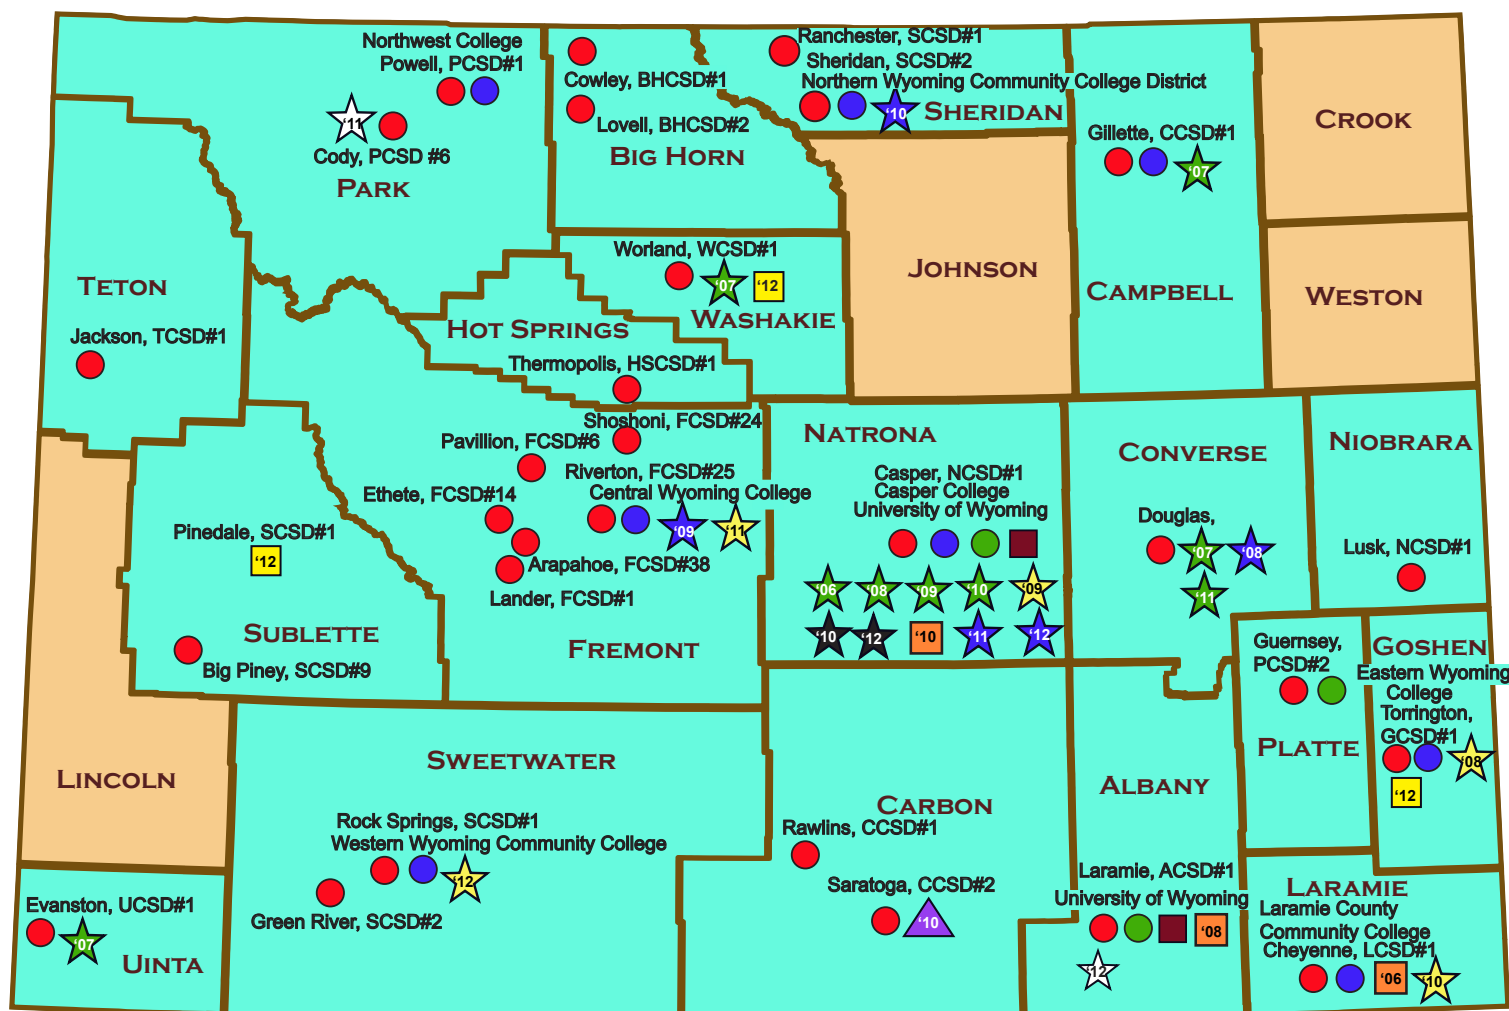 Northwest College
Powell, PCSD#1
‘11
Cody, PCSD #6
PARK
Cowley, BHCSD#1
Lovell, BHCSD#2
BIG HORN
Ranchester, SCSD#1
Sheridan, SCSD#2
Northern Wyoming Community College District
‘10
SHERIDAN
Gillette, CCSD#1
‘07
CAMPBELL
CROOK
WESTON
JOHNSON
TETON
Jackson, TCSD#1
Worland, WCSD#1
‘07
‘12
WASHAKIE
HOT SPRINGS
Thermopolis, HSCSD#1
Shoshoni, FCSD#24
Pavillion, FCSD#6
Riverton, FCSD#25
Central Wyoming College
‘09
‘11
Ethete, FCSD#14
Arapahoe, FCSD#38
Lander, FCSD#1
FREMONT
Pinedale, SCSD#1
‘12
SUBLETTE
Big Piney, SCSD#9
NATRONA
Casper, NCSD#1
Casper College
University of Wyoming
‘06 ‘08 ‘09 ‘10 ‘09
‘10 ‘12 ‘10 ‘11 ‘12
CONVERSE
Douglas,
‘07 ‘08
‘11
NIOBRARA
Lusk, NCSD#1
Guernsey,
PCSD#2
PLATTE
GOSHEN
Eastern Wyoming
College
Torrington,
GCSD#1
‘08
‘12
LINCOLN
SWEETWATER
Rock Springs, SCSD#1
Western Wyoming Community College
‘12
Green River, SCSD#2
CARBON
Rawlins, CCSD#1
Saratoga, CCSD#2
‘10
ALBANY
Laramie, ACSD#1
University of Wyoming
‘08
‘12
LARAMIE
Laramie County
Community College
Cheyenne, LCSD#1
‘06 ‘10
Evanston, UCSD#1
‘07
UINTA